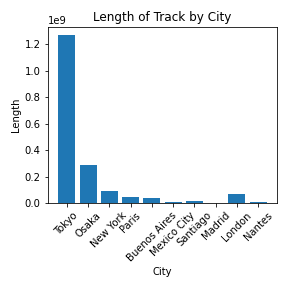 Length of Track by City
1e9
1.2
1.0
0.8
0.6
0.4
0.2
0.0
Length
Tokyo
Osaka
New York
Paris
Buenos Aires
Mexico City
Santiago
Madrid
London
Nantes
City